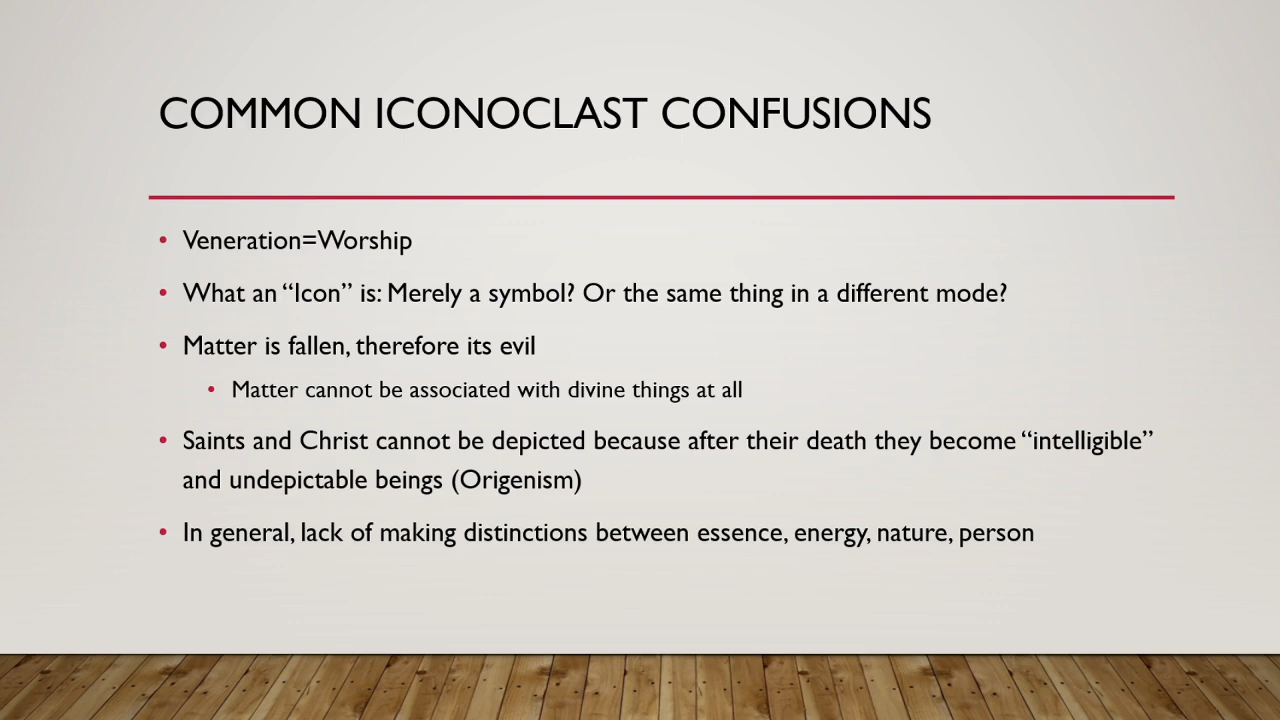 COMMON ICONOCLAST CONFUSIONS
• Veneration=Worship
• What an “Icon” is: Merely a symbol? Or the same thing in a different mode?
• Matter is fallen, therefore its evil
• Matter cannot be associated with divine things at all
• Saints and Christ cannot be depicted because after their death they become “intelligible”
and undepictable beings (Origenism)
• In general, lack of making distinctions between essence, energy, nature, person